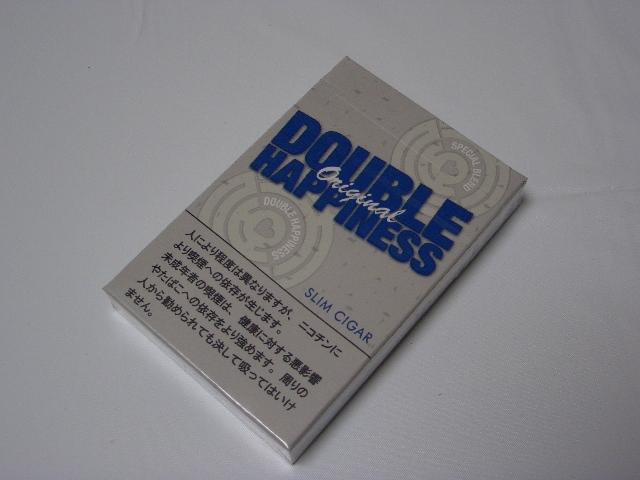 SPECIAL BLEND
DOUBLE
Original
HAPPINESS
DOUBLE HAPPINESS
SLIM CIGAR
人により程度は異なりますが、ニコチンに
より喫煙への依存が生じます。
未成年者の喫煙は、健康に対する悪影響
やたばこへの依存をより強めます。周りの
人から勧められても決して吸ってはいけ
ません。